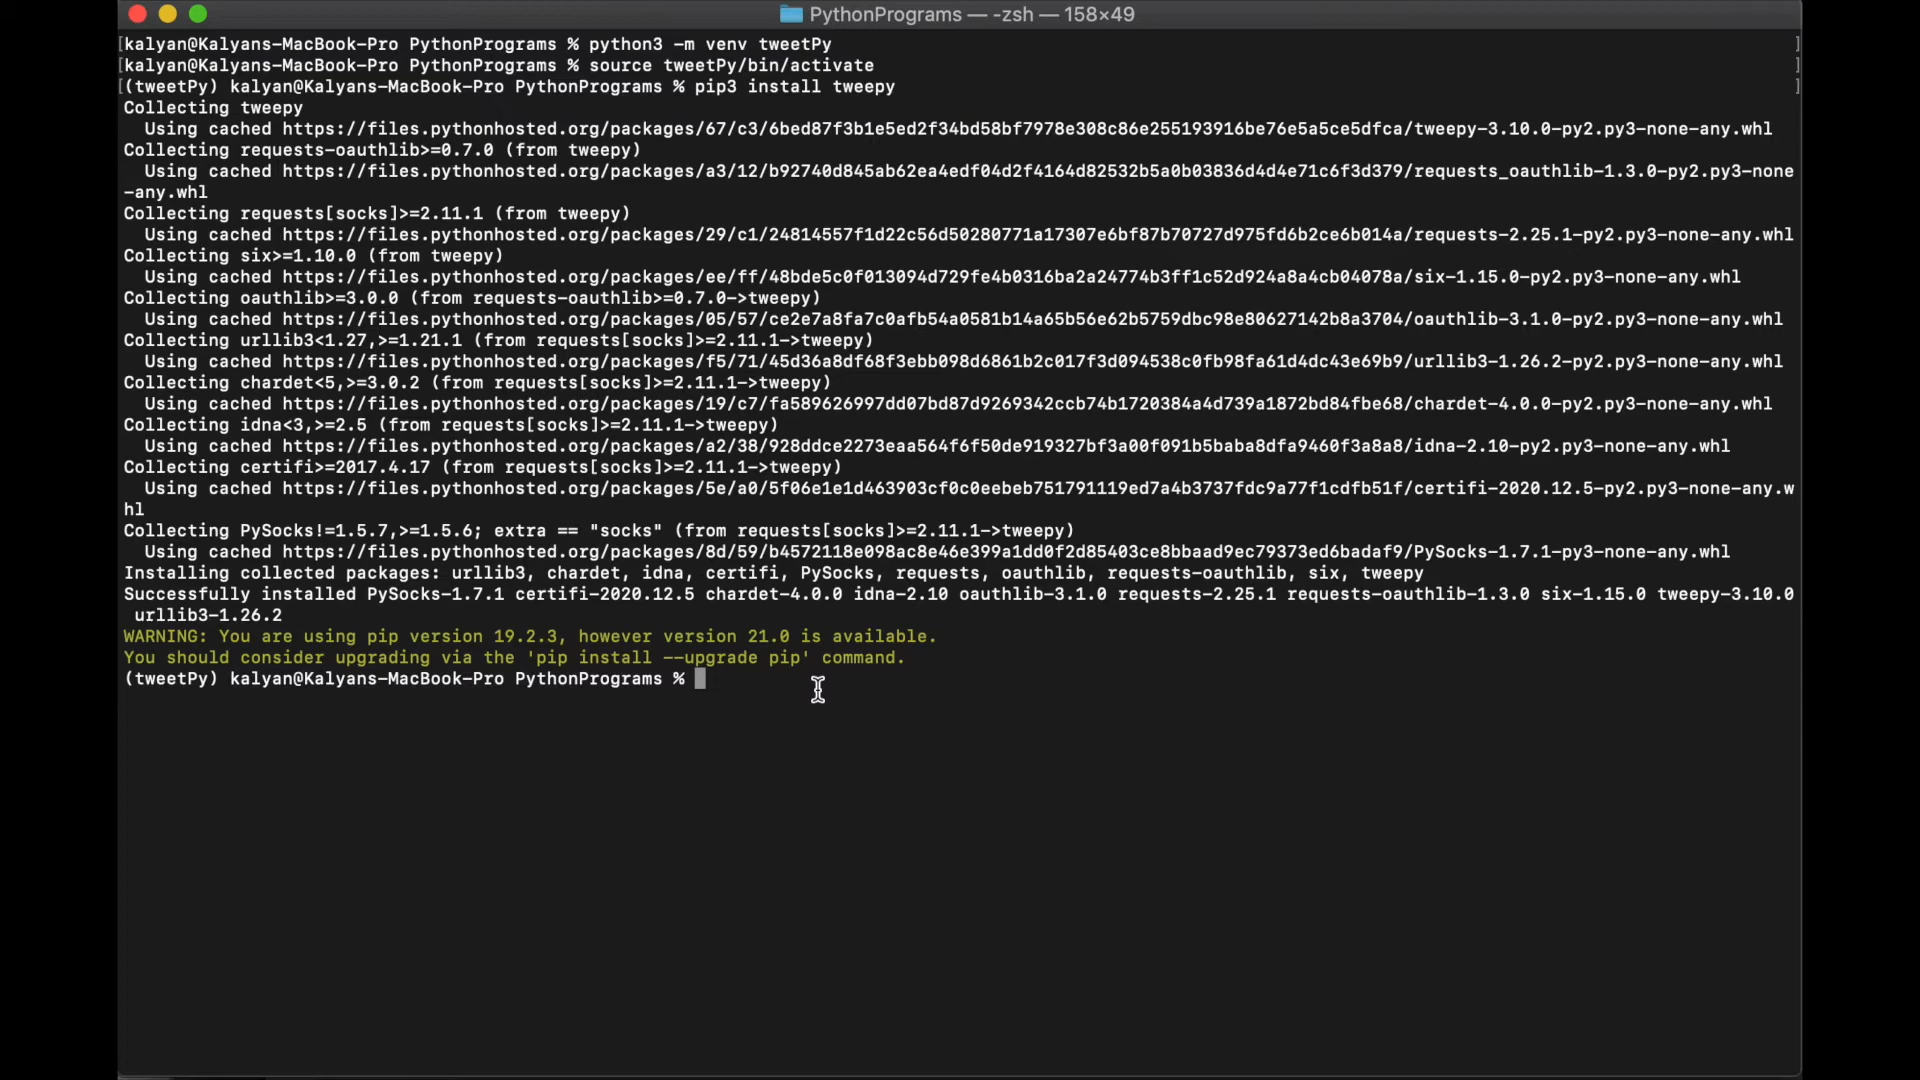 PythonPrograms — -zsh — 158×49
[kalyan@Kalyans-MacBook-Pro PythonPrograms % python3 -m venv tweetPy ]
[kalyan@Kalyans-MacBook-Pro PythonPrograms % source tweetPy/bin/activate ]
[(tweetPy) kalyan@Kalyans-MacBook-Pro PythonPrograms % pip3 install tweepy ]
Collecting tweepy
  Using cached https://files.pythonhosted.org/packages/67/c3/6bed87f3b1e5ed2f34bd58bf7978e308c86e255193916be76e5a5ce5dfca/tweepy-3.10.0-py2.py3-none-any.whl
Collecting requests-oauthlib>=0.7.0 (from tweepy)
  Using cached https://files.pythonhosted.org/packages/a3/12/b92740d845ab62ea4edf04d2f4164d82532b5a0b03836d4d4e71c6f3d379/requests_oauthlib-1.3.0-py2.py3-none
-any.whl
Collecting requests[socks]>=2.11.1 (from tweepy)
  Using cached https://files.pythonhosted.org/packages/29/c1/24814557f1d22c56d50280771a17307e6bf87b70727d975fd6b2ce6b014a/requests-2.25.1-py2.py3-none-any.whl
Collecting six>=1.10.0 (from tweepy)
  Using cached https://files.pythonhosted.org/packages/ee/ff/48bde5c0f013094d729fe4b0316ba2a24774b3ff1c52d924a8a4cb04078a/six-1.15.0-py2.py3-none-any.whl
Collecting oauthlib>=3.0.0 (from requests-oauthlib>=0.7.0->tweepy)
  Using cached https://files.pythonhosted.org/packages/05/57/ce2e7a8fa7c0afb54a0581b14a65b56e62b5759dbc98e80627142b8a3704/oauthlib-3.1.0-py2.py3-none-any.whl
Collecting urllib3<1.27,>=1.21.1 (from requests[socks]>=2.11.1->tweepy)
  Using cached https://files.pythonhosted.org/packages/f5/71/45d36a8df68f3ebb098d6861b2c017f3d094538c0fb98fa61d4dc43e69b9/urllib3-1.26.2-py2.py3-none-any.whl
Collecting chardet<5,>=3.0.2 (from requests[socks]>=2.11.1->tweepy)
  Using cached https://files.pythonhosted.org/packages/19/c7/fa589626997dd07bd87d9269342ccb74b1720384a4d739a1872bd84fbe68/chardet-4.0.0-py2.py3-none-any.whl
Collecting idna<3,>=2.5 (from requests[socks]>=2.11.1->tweepy)
  Using cached https://files.pythonhosted.org/packages/a2/38/928ddce2273eaa564f6f50de919327bf3a00f091b5baba8dfa9460f3a8a8/idna-2.10-py2.py3-none-any.whl
Collecting certifi>=2017.4.17 (from requests[socks]>=2.11.1->tweepy)
  Using cached https://files.pythonhosted.org/packages/5e/a0/5f06e1e1d463903cf0c0eebeb751791119ed7a4b3737fdc9a77f1cdfb51f/certifi-2020.12.5-py2.py3-none-any.w
hl
Collecting PySocks!=1.5.7,>=1.5.6; extra == "socks" (from requests[socks]>=2.11.1->tweepy)
  Using cached https://files.pythonhosted.org/packages/8d/59/b4572118e098ac8e46e399a1dd0f2d85403ce8bbaad9ec79373ed6badaf9/PySocks-1.7.1-py3-none-any.whl
Installing collected packages: urllib3, chardet, idna, certifi, PySocks, requests, oauthlib, requests-oauthlib, six, tweepy
Successfully installed PySocks-1.7.1 certifi-2020.12.5 chardet-4.0.0 idna-2.10 oauthlib-3.1.0 requests-2.25.1 requests-oauthlib-1.3.0 six-1.15.0 tweepy-3.10.0
 urllib3-1.26.2
WARNING: You are using pip version 19.2.3, however version 21.0 is available.
You should consider upgrading via the 'pip install --upgrade pip' command.
(tweetPy) kalyan@Kalyans-MacBook-Pro PythonPrograms %